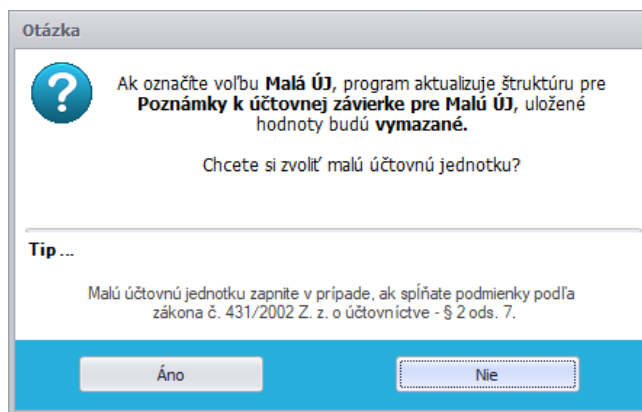 Otázka
Ak označíte voľbu Malá ÚJ, program aktualizuje štruktúru pre
Poznámky k účtovnej závierke pre Malú ÚJ, uložené
hodnoty budú vymazané.
Chcete si zvoliť malú účtovnú jednotku?
Tip ...
Malú účtovnú jednotku zapnite v prípade, ak spĺňate podmienky podľa
zákona č. 431/2002 Z. z. o účtovníctve - § 2 ods. 7.
Áno
Nie